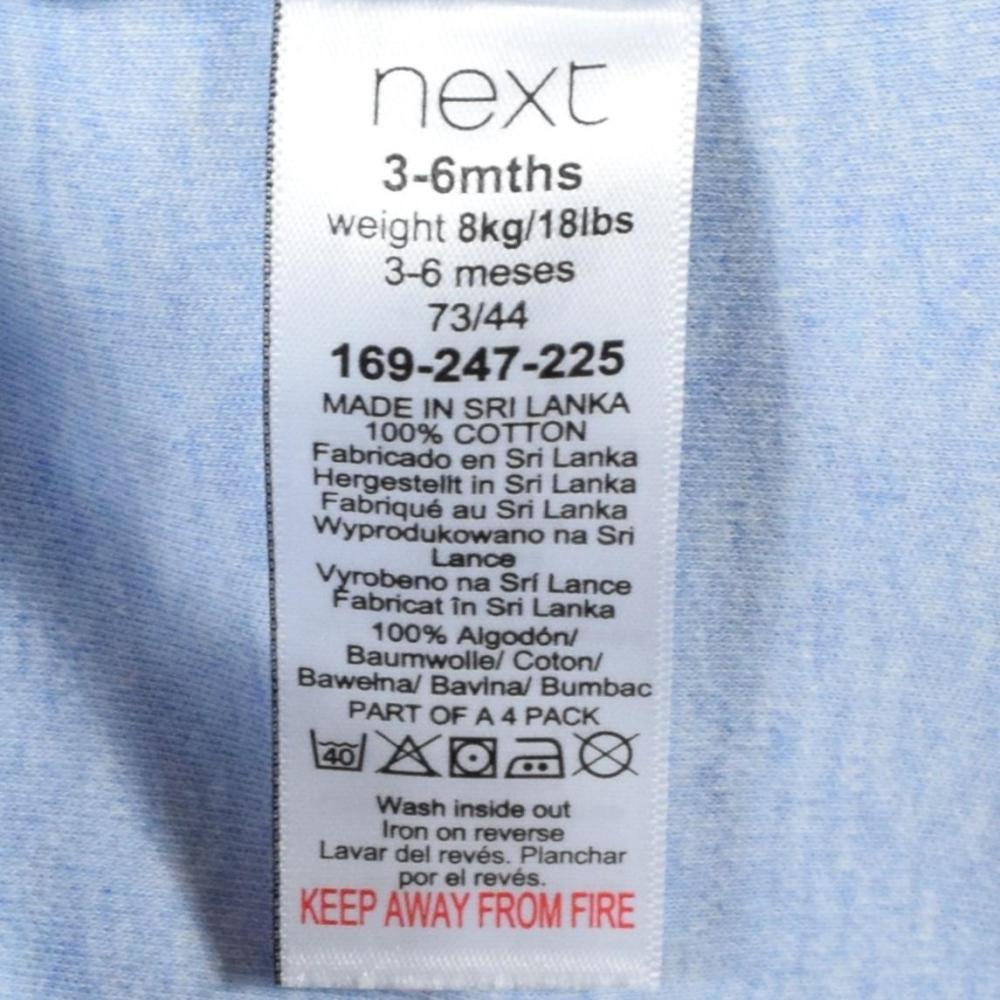 next
3-6mths
weight 8kg/18lbs
3-6 meses
73/44
169-247-225
MADE IN SRI LANKA
100% COTTON
Fabricado en Sri Lanka
Hergestellt in Sri Lanka
Fabriqué au Sri Lanka
Wyprodukowano na Sri
Lance
Vyrobeno na Srí Lance
Fabricat în Sri Lanka
100% Algodón/
Baumwolle/ Coton/
Bawełna/ Bavlna/ Bumbac
PART OF A 4 PACK
40
Wash inside out
Iron on reverse
Lavar del revés. Planchar
por el revés.
KEEP AWAY FROM FIRE